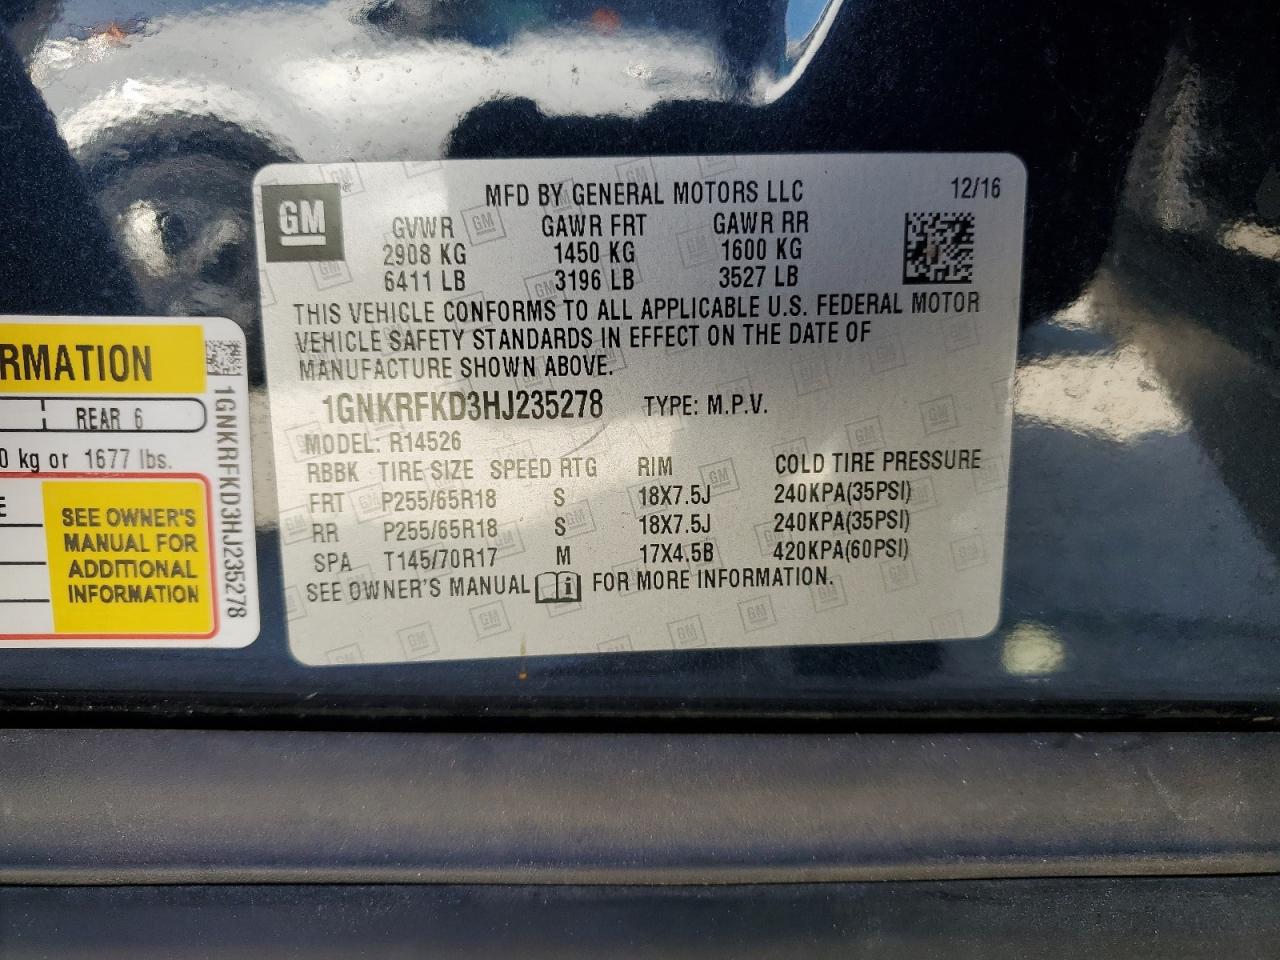 GM
MFD BY GENERAL MOTORS LLC
12/16
GVWR GAWR FRT GAWR RR
2908 KG 1450 KG 1600 KG
6411 LB 3196 LB 3527 LB
THIS VEHICLE CONFORMS TO ALL APPLICABLE U.S. FEDERAL MOTOR
VEHICLE SAFETY STANDARDS IN EFFECT ON THE DATE OF
MANUFACTURE SHOWN ABOVE.
1GNKRFKD3HJ235278 TYPE: M.P.V.
MODEL: R14526
RBBK TIRE SIZE SPEED RTG RIM COLD TIRE PRESSURE
FRT P255/65R18 S 18X7.5J 240KPA(35PSI)
RR P255/65R18 S 18X7.5J 240KPA(35PSI)
SPA T145/70R17 M 17X4.5B 420KPA(60PSI)
SEE OWNER'S MANUAL FOR MORE INFORMATION.
RMATION
REAR 6
0 kg or 1677 lbs.
E
SEE OWNER'S
MANUAL FOR
ADDITIONAL
INFORMATION
1GNKRFKD3HJ235278